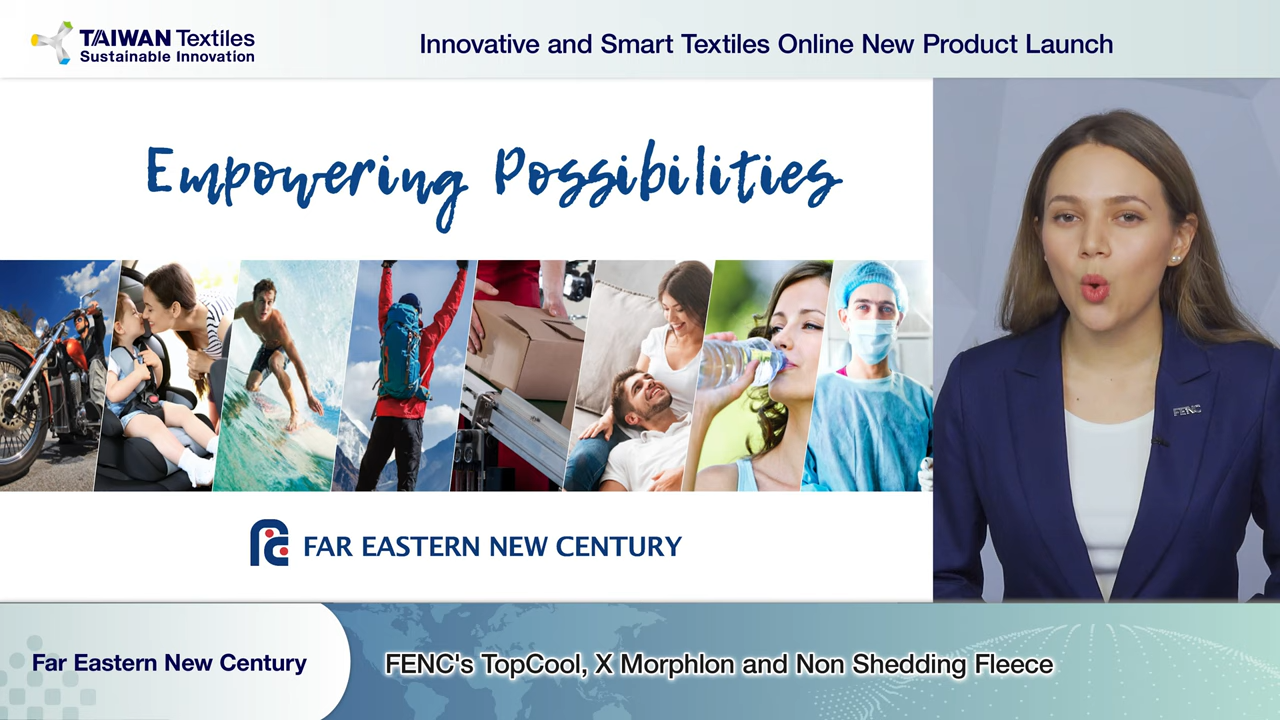 TAIWAN Textiles
Sustainable Innovation
Innovative and Smart Textiles Online New Product Launch
Empowering Possibilities
FENC
FAR EASTERN NEW CENTURY
Far Eastern New Century
FENC's TopCool, X Morphlon and Non Shedding Fleece